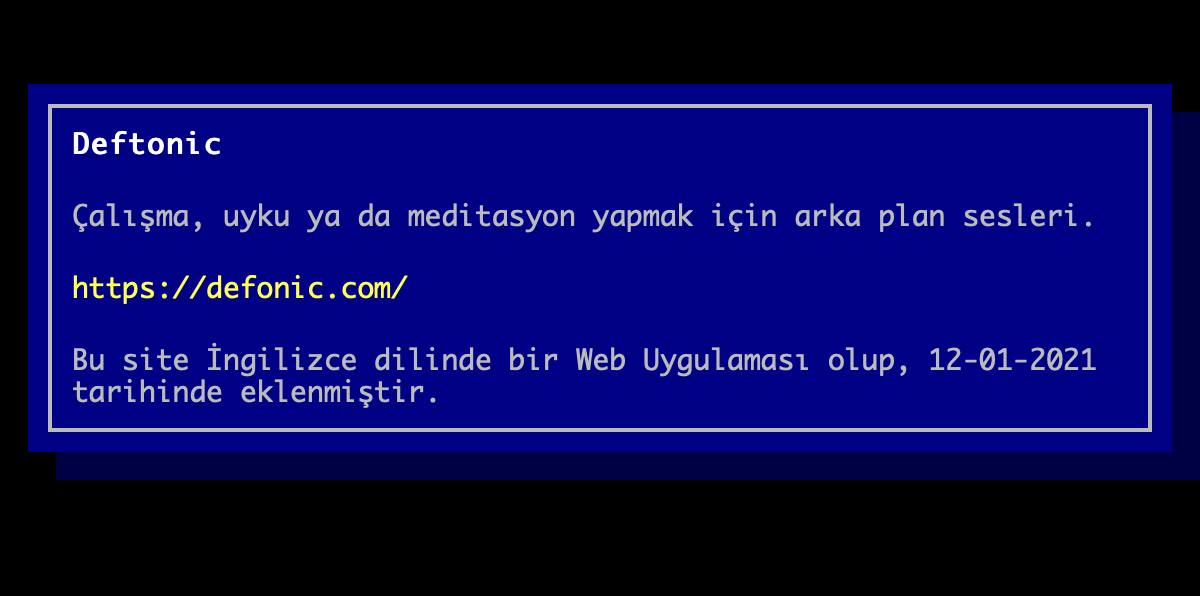 Deftonic
Çalışma, uyku ya da meditasyon yapmak için arka plan sesleri.
https://defonic.com/
Bu site İngilizce dilinde bir Web Uygulaması olup, 12-01-2021
tarihinde eklenmiştir.